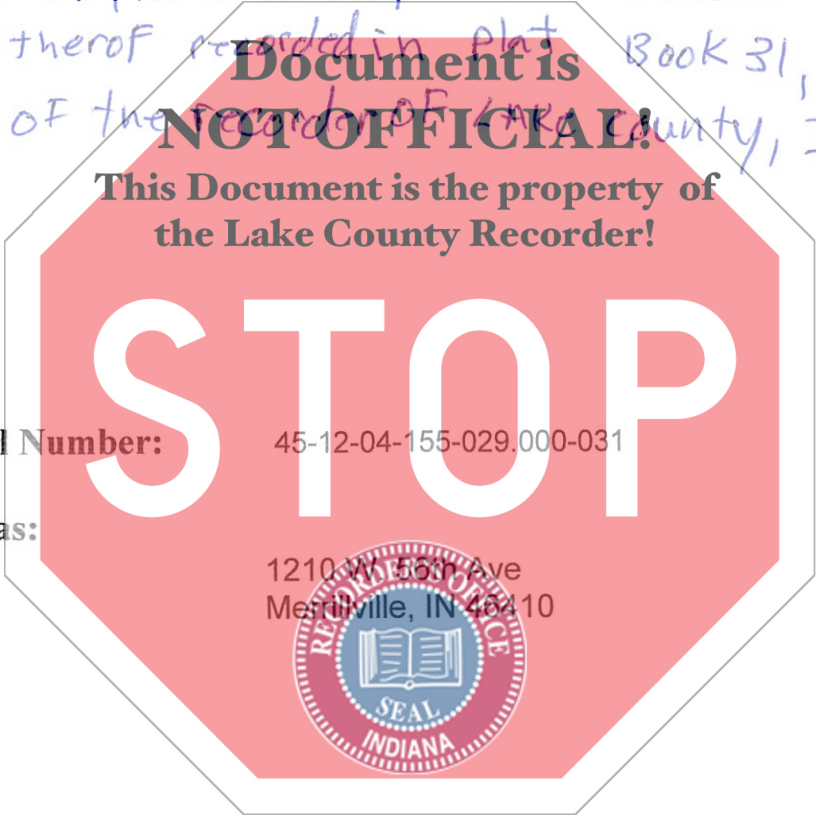 therof recorded in plat Book 31,
of the recorder OF LAKE County,
Document is
NOT OFFICIAL!
This Document is the property of
the Lake County Recorder!
STOP
Number: 45-12-04-155-029.000-031
as:
1210 W. 56th Ave
Merrillville, IN 46410
RECORDER'S OFFICE
SEAL
INDIANA